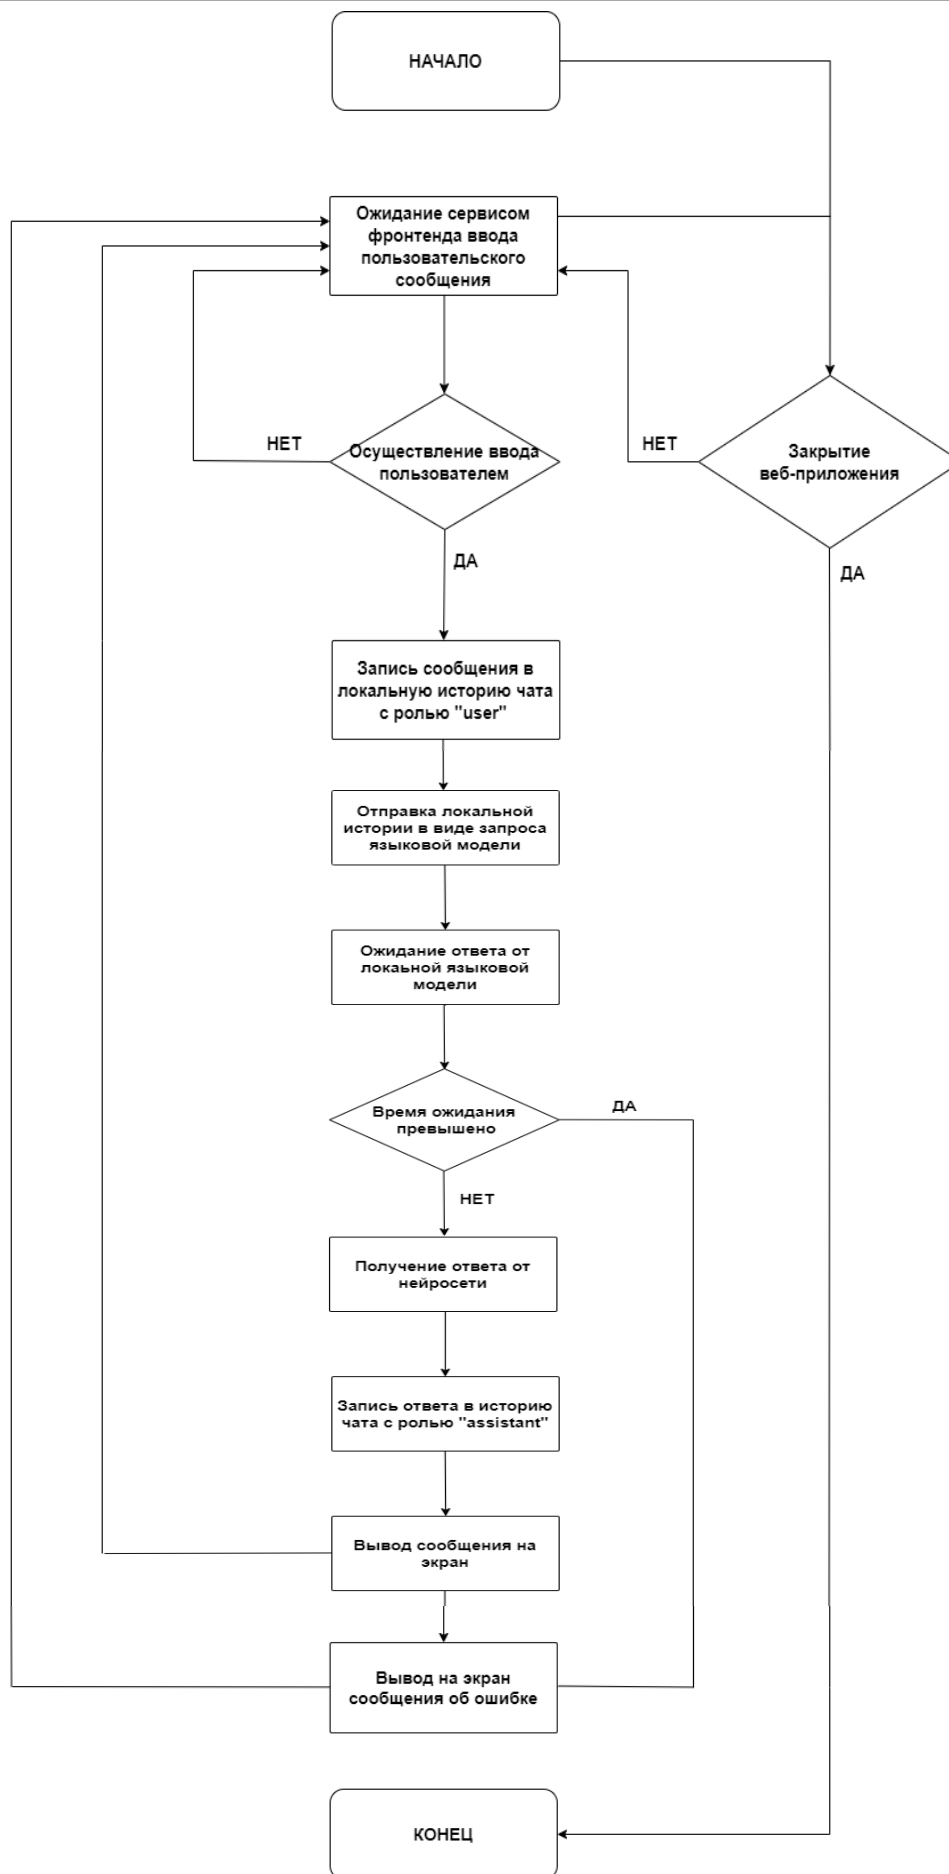 НАЧАЛО
Ожидание сервисом
фронтенда ввода
пользовательского
сообщения
НЕТ
Осуществление ввода
пользователем
НЕТ
Закрытие
веб-приложения
ДА
ДА
Запись сообщения в
локальную историю чата
с ролью "user"
Отправка локальной
истории в виде запроса
языковой модели
Ожидание ответа от
локаьной языковой
модели
Время ожидания
превышено
ДА
НЕТ
Получение ответа от
нейросети
Запись ответа в историю
чата с ролью "assistant"
Вывод сообщения на
экран
Вывод на экран
сообщения об ошибке
КОНЕЦ